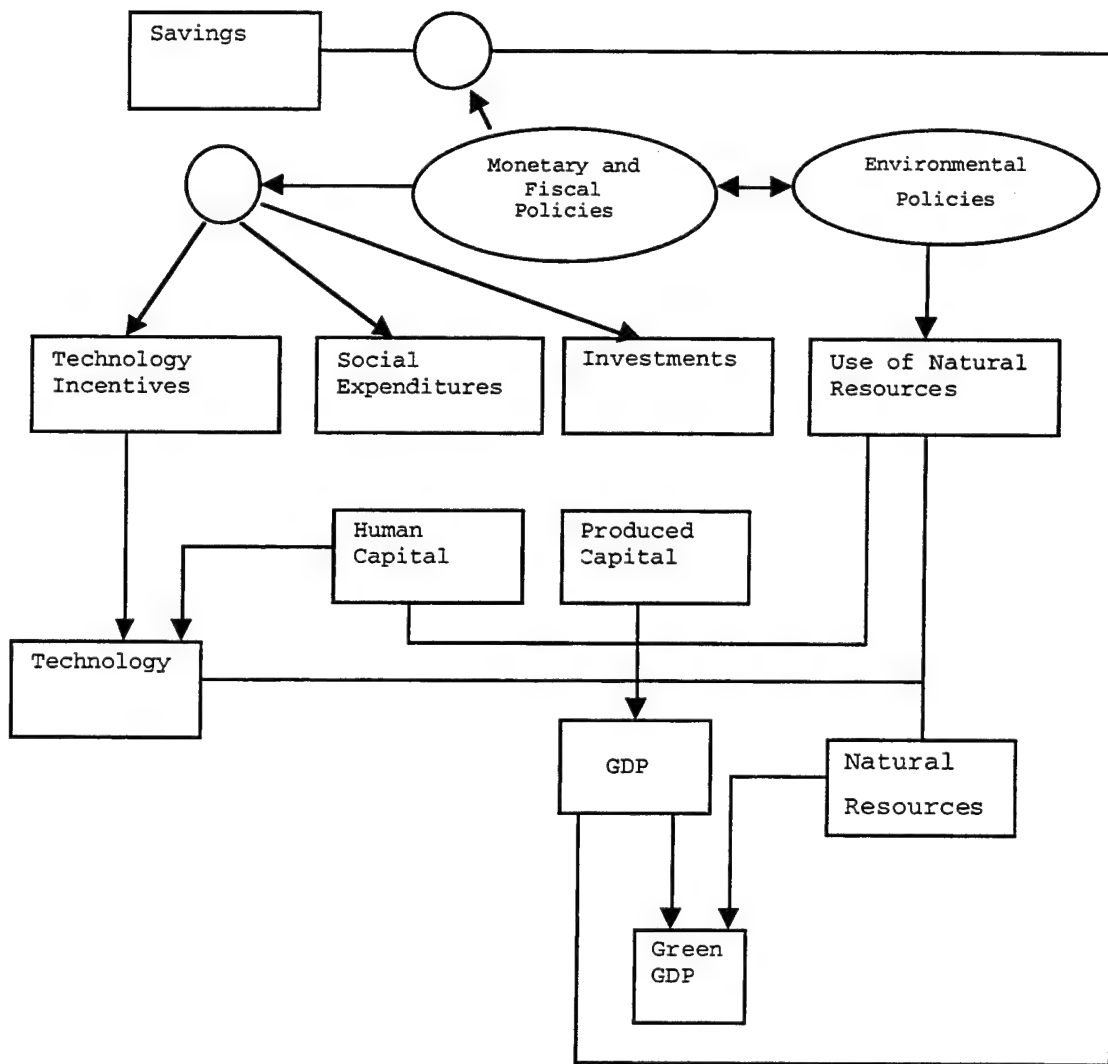 Savings
Monetary and
Fiscal
Policies
Environmental
Policies
Technology
Incentives
Social
Expenditures
Investments
Use of Natural
Resources
Human
Capital
Produced
Capital
Technology
GDP
Natural
Resources
Green
GDP